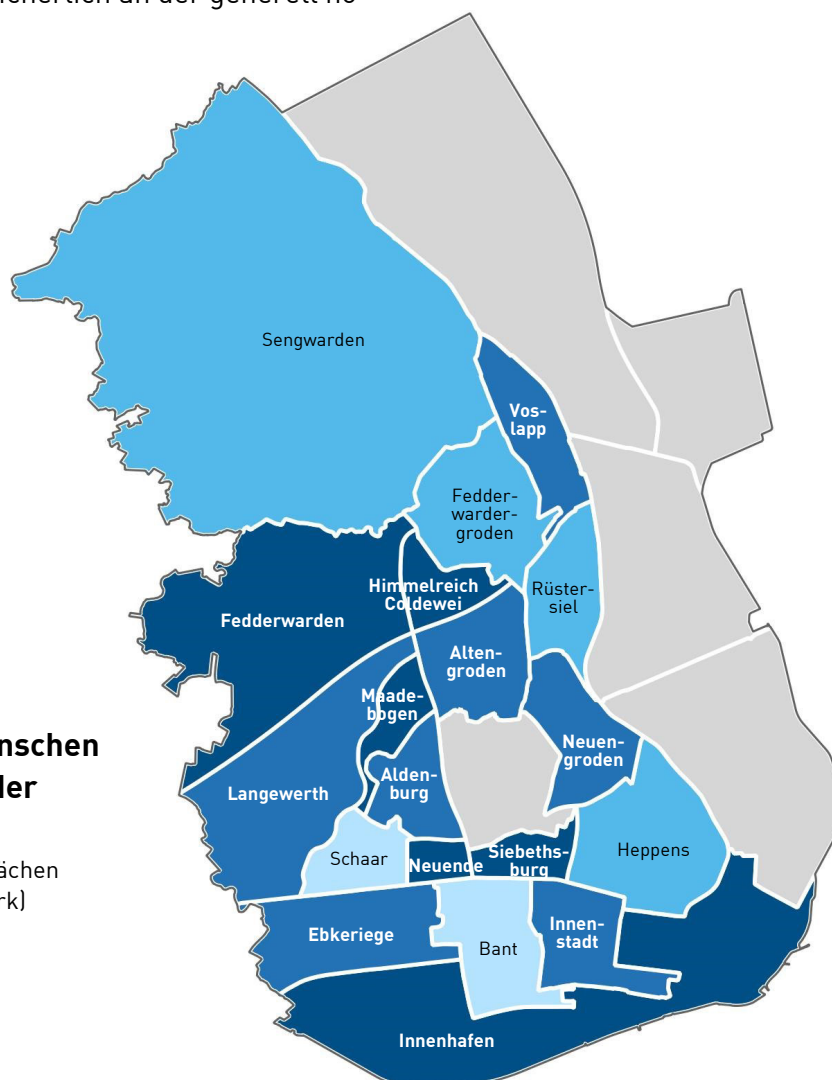 Sengwarden
Vos-
lapp
Fedder-
warder-
groden
Himmelreich
Coldewei
Rüster-
siel
Fedderwarden
Alten-
groden
Maade-
bogen
Neuen-
groden
Alden-
burg
Langewerth
Schaar
Neuende
Siebeths-
burg
Heppens
Ebkeriege
Bant
Innen-
stadt
Innenhafen